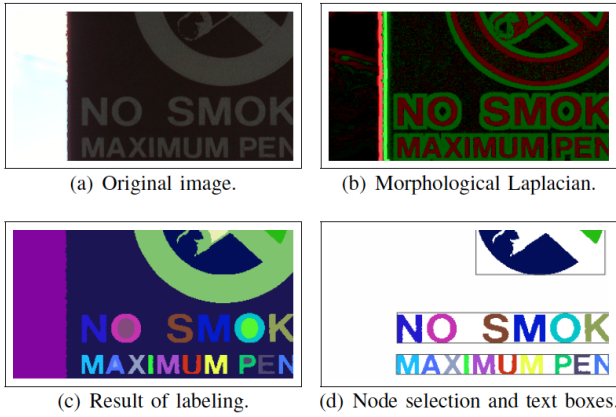 NO SMOK
MAXIMUM PEN
NO SMOK
MAXIMUM PEN
(a) Original image.
(b) Morphological Laplacian.
NO SMOK
MAXIMUM PEN
NO SMOK
MAXIMUM PEN
(c) Result of labeling.
(d) Node selection and text boxes.